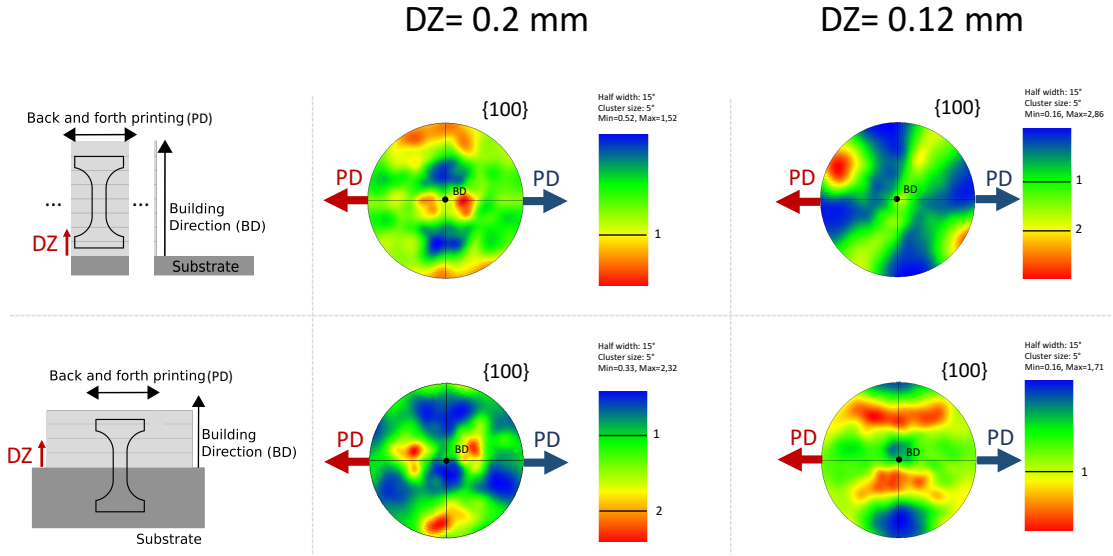 DZ= 0.2 mm
DZ= 0.12 mm
Back and forth printing (PD)
...
...
DZ
Building
Direction (BD)
Substrate
{100}
Half width: 15°
Cluster size: 5°
Min=0.52, Max=1,52
PD
BD
PD
1
{100}
Half width: 15°
Cluster size: 5°
Min=0.16, Max=2,86
PD
BD
PD
1
2
Back and forth printing (PD)
DZ
Building
Direction (BD)
Substrate
{100}
Half width: 15°
Cluster size: 5°
Min=0.33, Max=2,32
PD
BD
PD
1
2
{100}
Half width: 15°
Cluster size: 5°
Min=0.16, Max=1,71
PD
BD
PD
1